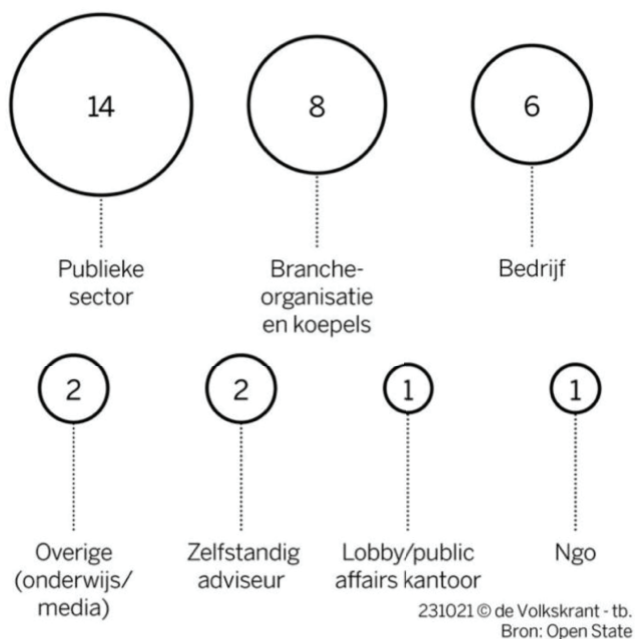 14
8
6
Publieke
sector
Branche-
organisatie
en koepels
Bedrijf
2
2
1
1
Overige
(onderwijs/
media)
Zelfstandig
adviseur
Lobby/public
affairs kantoor
Ngo
231021 © de Volkskrant - tb.
Bron: Open State